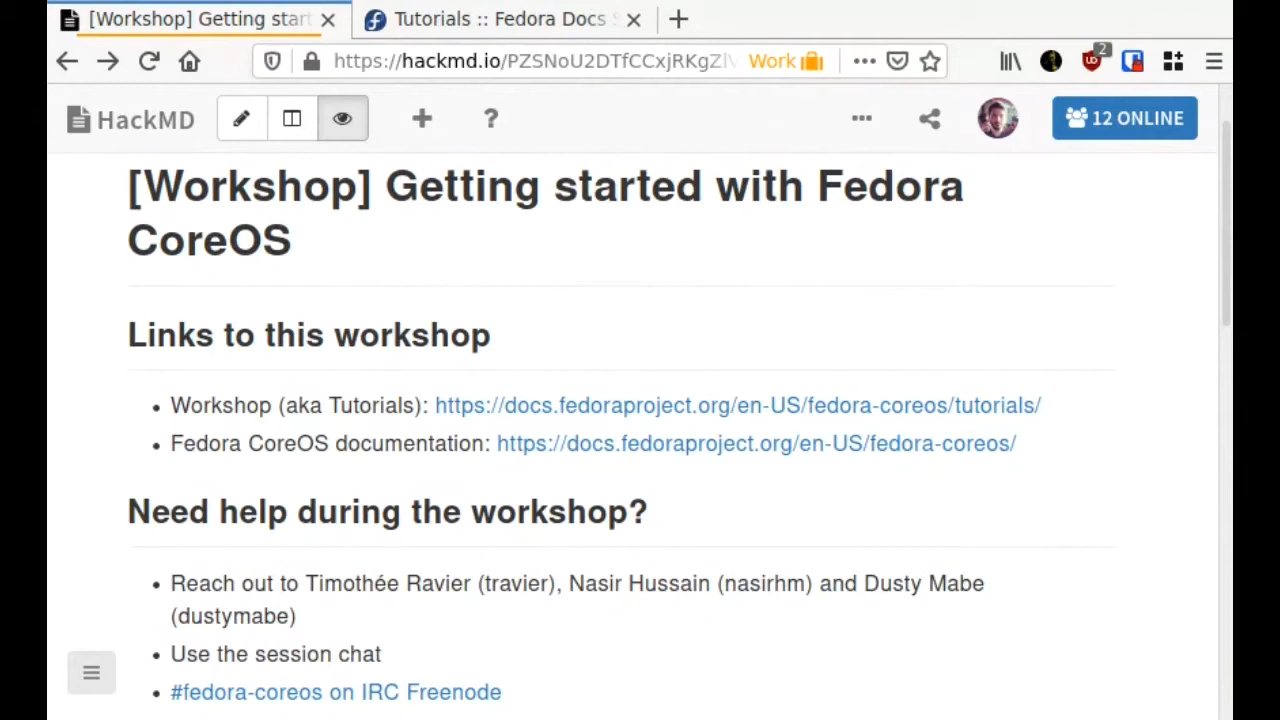 [Workshop] Getting start
Tutorials :: Fedora Docs
https://hackmd.io/PZSNoU2DTfCCxjRKgZl
Work
2
HackMD
12 ONLINE
[Workshop] Getting started with Fedora
CoreOS
Links to this workshop
Workshop (aka Tutorials): https://docs.fedoraproject.org/en-US/fedora-coreos/tutorials/
Fedora CoreOS documentation: https://docs.fedoraproject.org/en-US/fedora-coreos/
Need help during the workshop?
Reach out to Timothée Ravier (travier), Nasir Hussain (nasirhm) and Dusty Mabe
(dustymabe)
Use the session chat
#fedora-coreos on IRC Freenode